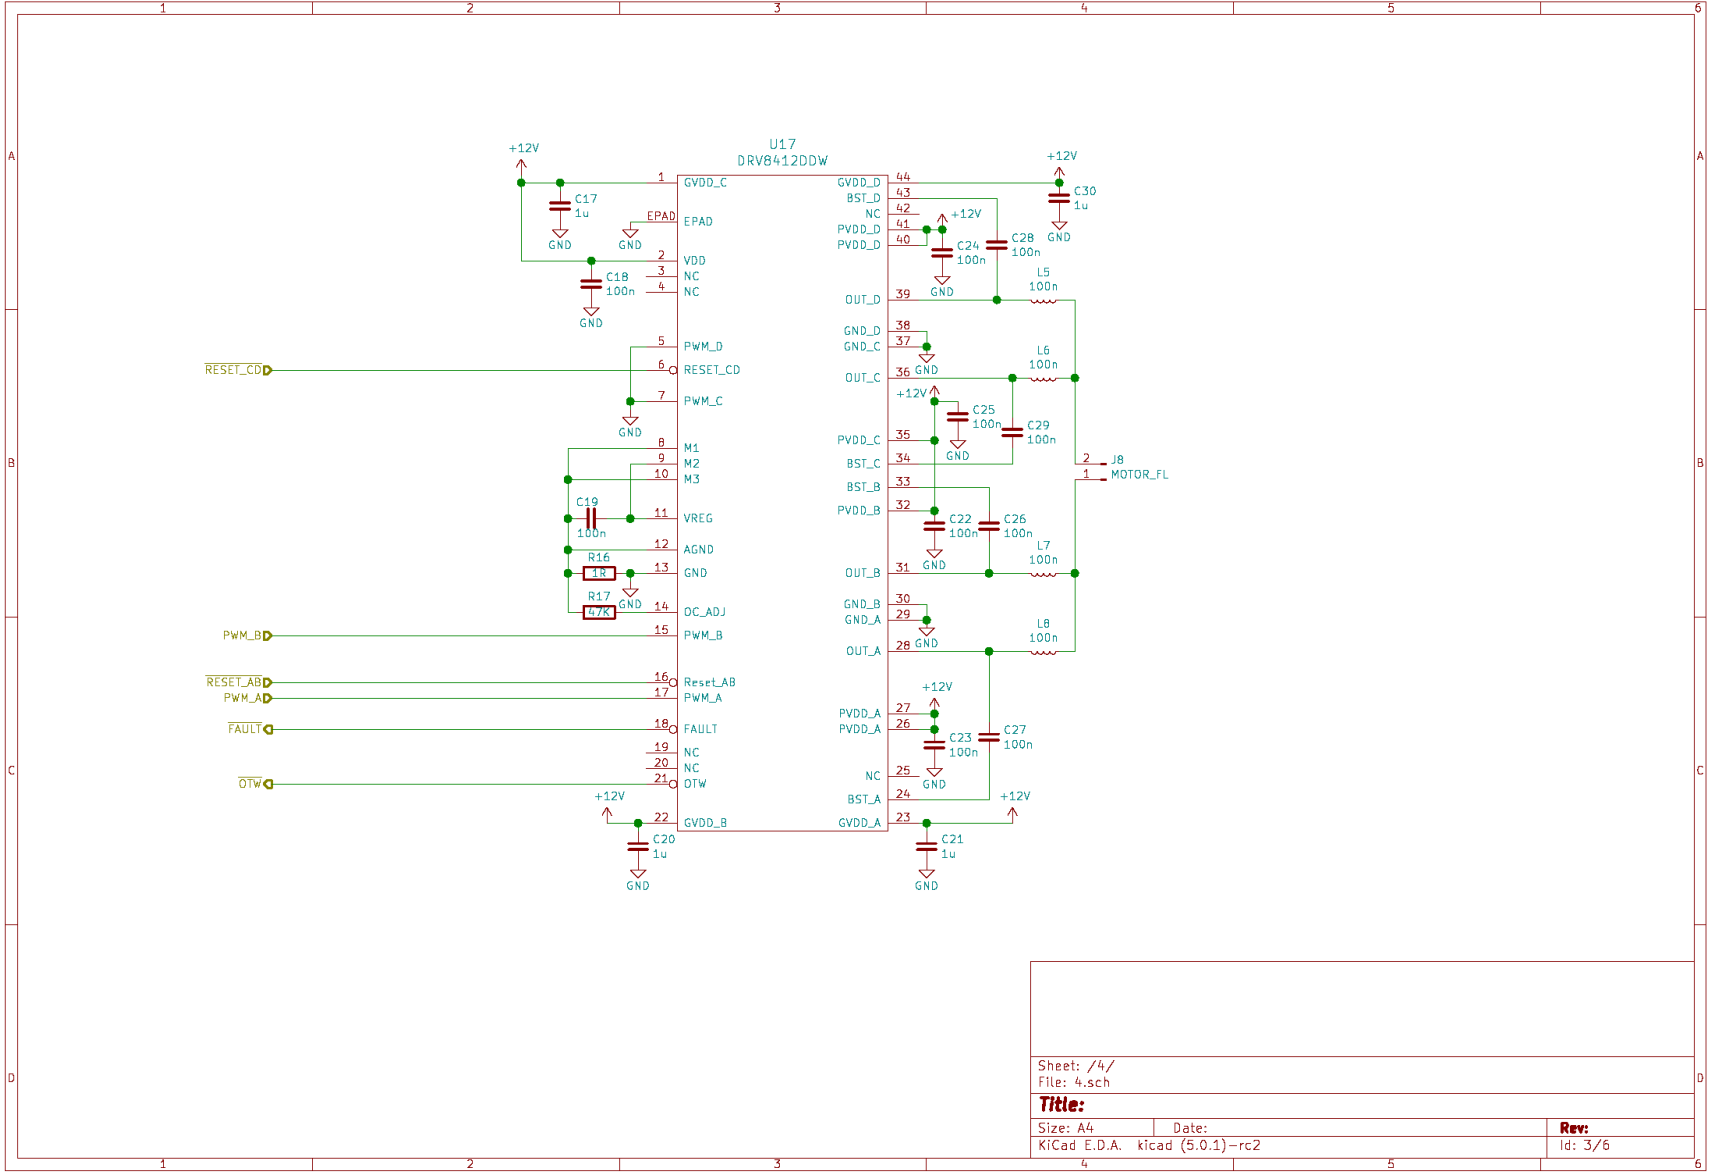 1 2 3 4 5 6
A A
B B
C C
D D
1 2 3 4 5 6
U17
DRV8412DDW
+12V
C17
1u
GND
EPAD
GND
C18
100n
GND
1 GVDD_C
EPAD
2 VDD
3 NC
4 NC
5 PWM_D
RESET_CD
6 RESET_CD
7 PWM_C
GND
8 M1
9 M2
10 M3
C19
100n
11 VREG
12 AGND
R16
1R
13 GND
GND
R17
47K
14 OC_ADJ
PWM_B
15 PWM_B
RESET_AB
16 Reset_AB
PWM_A
17 PWM_A
FAULT
18 FAULT
19 NC
20 NC
OTW
21 OTW
+12V
22 GVDD_B
C20
1u
GND
GVDD_D 44
BST_D 43
NC 42
PVDD_D 41
PVDD_D 40
+12V
C30
1u
GND
+12V
C24
100n
GND
C28
100n
OUT_D 39
L5
100n
GND_D 38
GND_C 37
GND
OUT_C 36
L6
100n
+12V
C25
100n
GND
C29
100n
PVDD_C 35
BST_C 34
2 J8
1 MOTOR_FL
BST_B 33
PVDD_B 32
C22
100n
GND
C26
100n
OUT_B 31
L7
100n
GND_B 30
GND_A 29
GND
OUT_A 28
L8
100n
+12V
PVDD_A 27
PVDD_A 26
C23
100n
GND
C27
100n
NC 25
BST_A 24
+12V
GVDD_A 23
C21
1u
GND
Sheet: /4/
File: 4.sch
Title:
Size: A4 Date: Rev:
KiCad E.D.A. kicad (5.0.1)-rc2 Id: 3/6